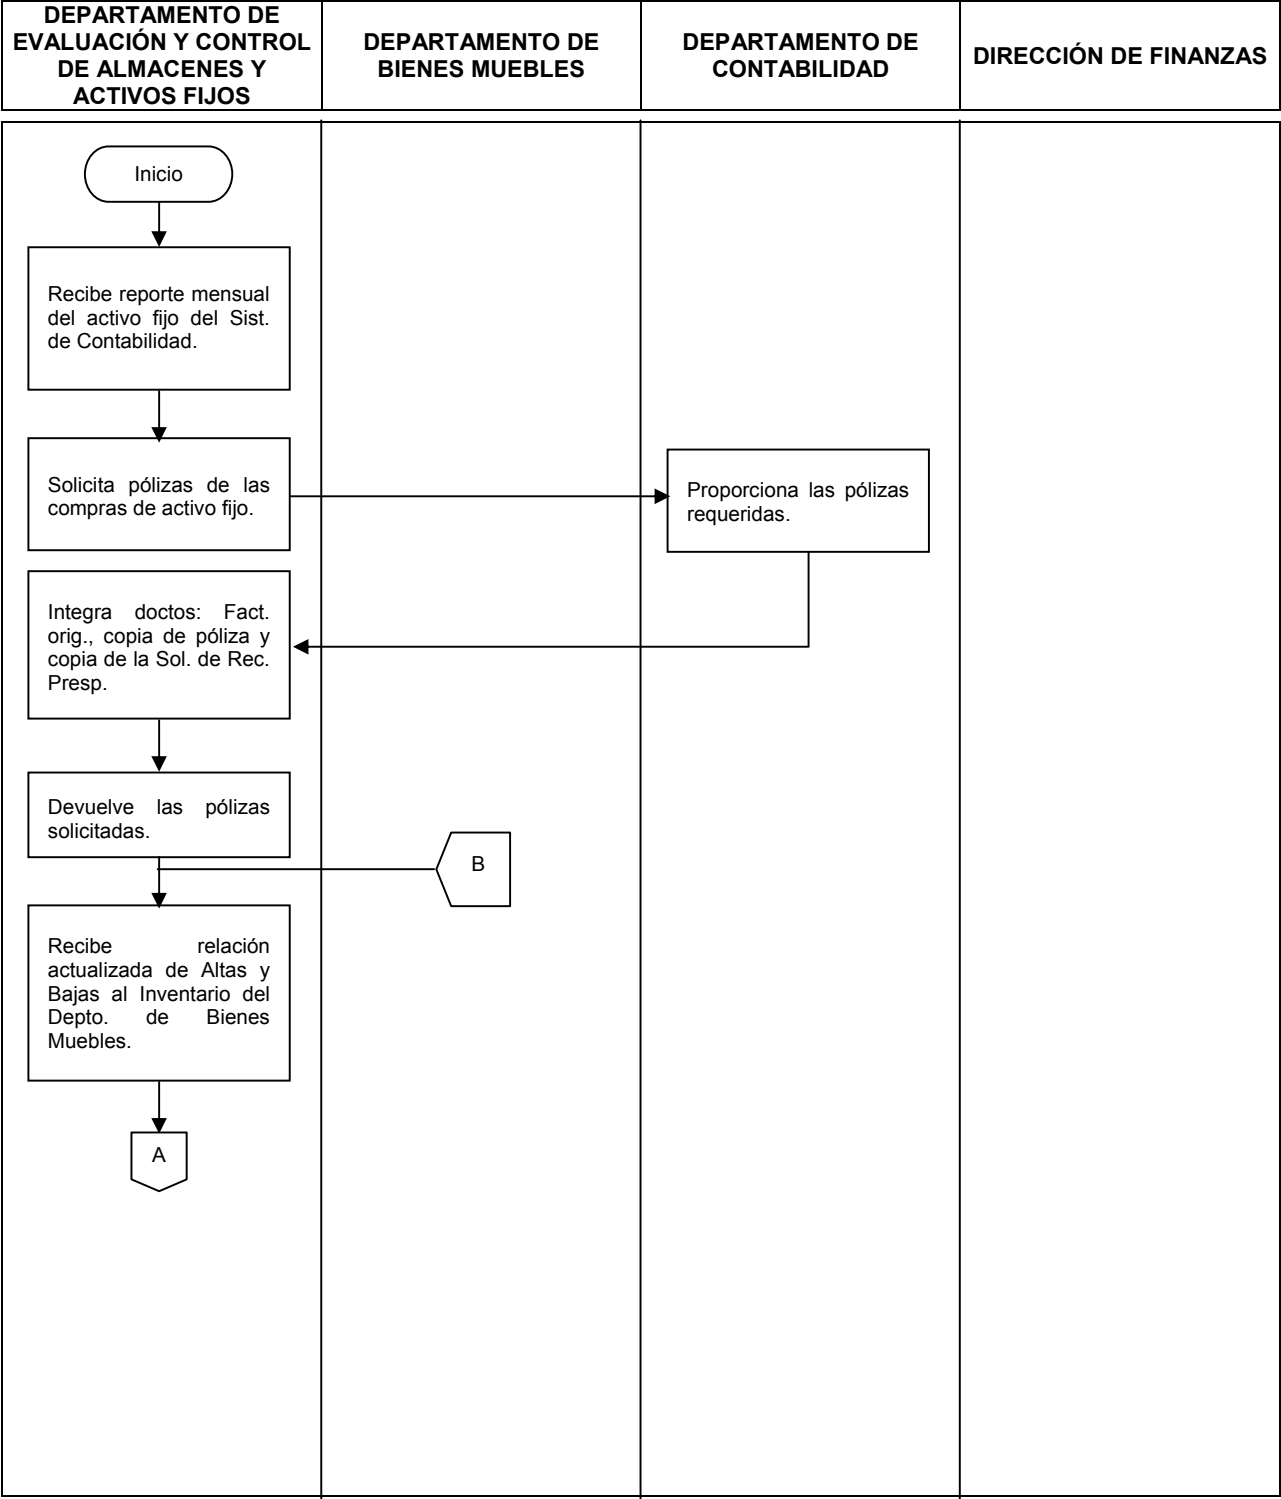 DEPARTAMENTO DE
EVALUACIÓN Y CONTROL
DE ALMACENES Y
ACTIVOS FIJOS
DEPARTAMENTO DE
BIENES MUEBLES
DEPARTAMENTO DE
CONTABILIDAD
DIRECCIÓN DE FINANZAS
Inicio
Recibe reporte mensual
del activo fijo del Sist.
de Contabilidad.
Solicita pólizas de las
compras de activo fijo.
Proporciona las pólizas
requeridas.
Integra doctos: Fact.
orig., copia de póliza y
copia de la Sol. de Rec.
Presp.
Devuelve las pólizas
solicitadas.
B
Recibe relación
actualizada de Altas y
Bajas al Inventario del
Depto. de Bienes
Muebles.
A